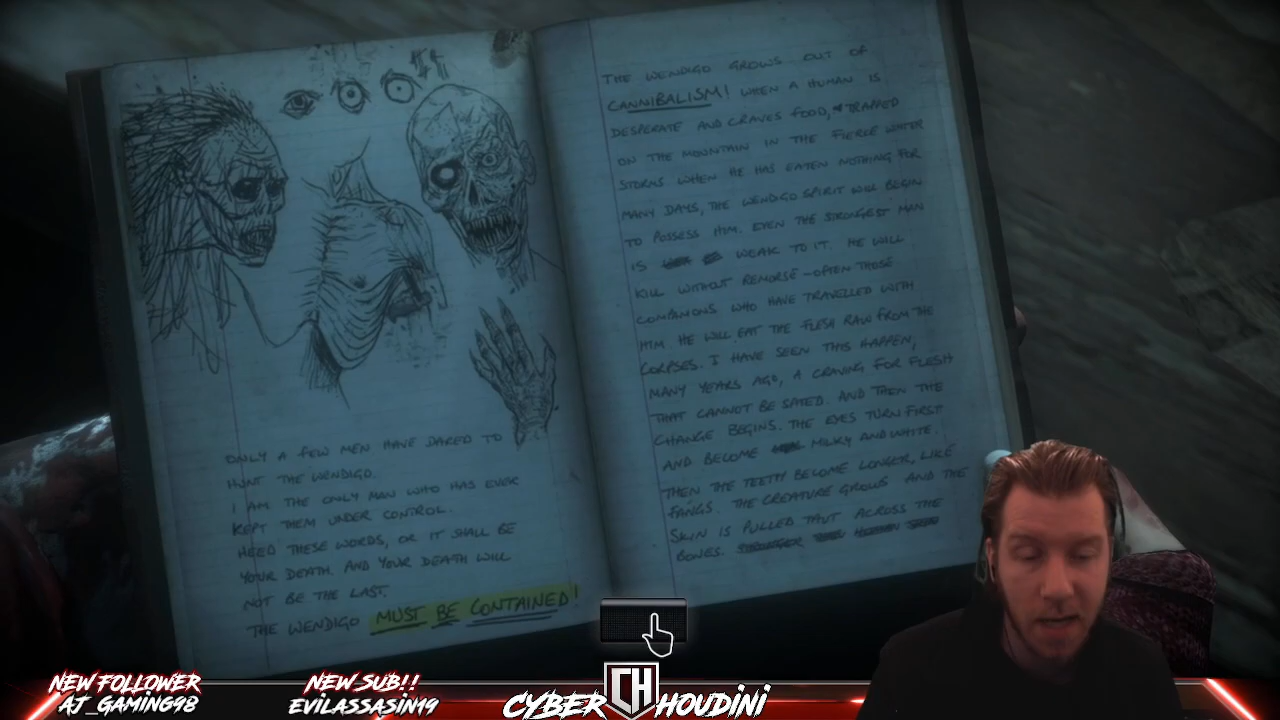 ONLY A FEW MEN HAVE DARED TO
HUNT THE WENDIGO.
I AM THE ONLY MAN WHO HAS EVER
KEPT THEM UNDER CONTROL.
HEED THESE WORDS, OR IT SHALL BE
YOUR DEATH. AND YOUR DEATH WILL
NOT BE THE LAST.
THE WENDIGO MUST BE CONTAINED!
THE WENDIGO GROWS OUT OF
CANNIBALISM! WHEN A HUMAN IS
DESPERATE AND CRAVES FOOD, & TRAPPED
ON THE MOUNTAIN IN THE FIERCE WINTER
STORMS WHEN HE HAS EATEN NOTHING FOR
MANY DAYS, THE WENDIGO SPIRIT WILL BEGIN
TO POSSESS HIM. EVEN THE STRONGEST MAN
IS WEAK TO IT. HE WILL
KILL WITHOUT REMORSE - OFTEN THOSE
COMPANIONS WHO HAVE TRAVELLED WITH
HIM. HE WILL EAT THE FLESH RAW FROM THE
CORPSES. I HAVE SEEN THIS HAPPEN,
MANY YEARS AGO, A CRAVING FOR FLESH
THAT CANNOT BE SATED. AND THEN THE
CHANGE BEGINS. THE EYES TURN FIRST
AND BECOME MILKY AND WHITE.
THEN THE TEETH BECOME LONGER, LIKE
FANGS. THE CREATURE GROWS AND THE
SKIN IS PULLED TAUT ACROSS THE
BONES.
NEW FOLLOWER
AJ_GAMING98
NEW SUB!!
EVILASSASIN19
CYBER CH HOUDINI